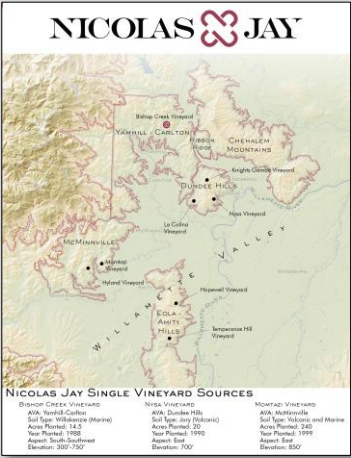 NICOLAS JAY
Bishop Creek Vineyard
YAMHILL - CARLTON
RIBBON
RIDGE
CHEHALEM
MOUNTAINS
Knights Gambit Vineyard
DUNDEE HILLS
WILLAMETTE RIVER
Nysa Vineyard
La Colina
Vineyard
MCMINNVILLE
Momtazi
Vineyard
Hyland Vineyard
WILLAMETTE VALLEY
Hopewell Vineyard
EOLA-
AMITY
HILLS
Temperance Hill
Vineyard
NICOLAS JAY SINGLE VINEYARD SOURCES
BISHOP CREEK VINEYARD
AVA: Yamhill-Carlton
Soil Type: Willakenzie (Marine)
Acres Planted: 14.5
Year Planted: 1988
Aspect: South-Southwest
Elevation: 300'-750'
NYSA VINEYARD
AVA: Dundee Hills
Soil Type: Jory (Volcanic)
Acres Planted: 20
Year Planted: 1990
Aspect: East
Elevation: 700'
MOMTAZI VINEYARD
AVA: McMinnville
Soil Type: Volcanic and Marine
Acres Planted: 240
Year Planted: 1999
Aspect: East
Elevation: 850'